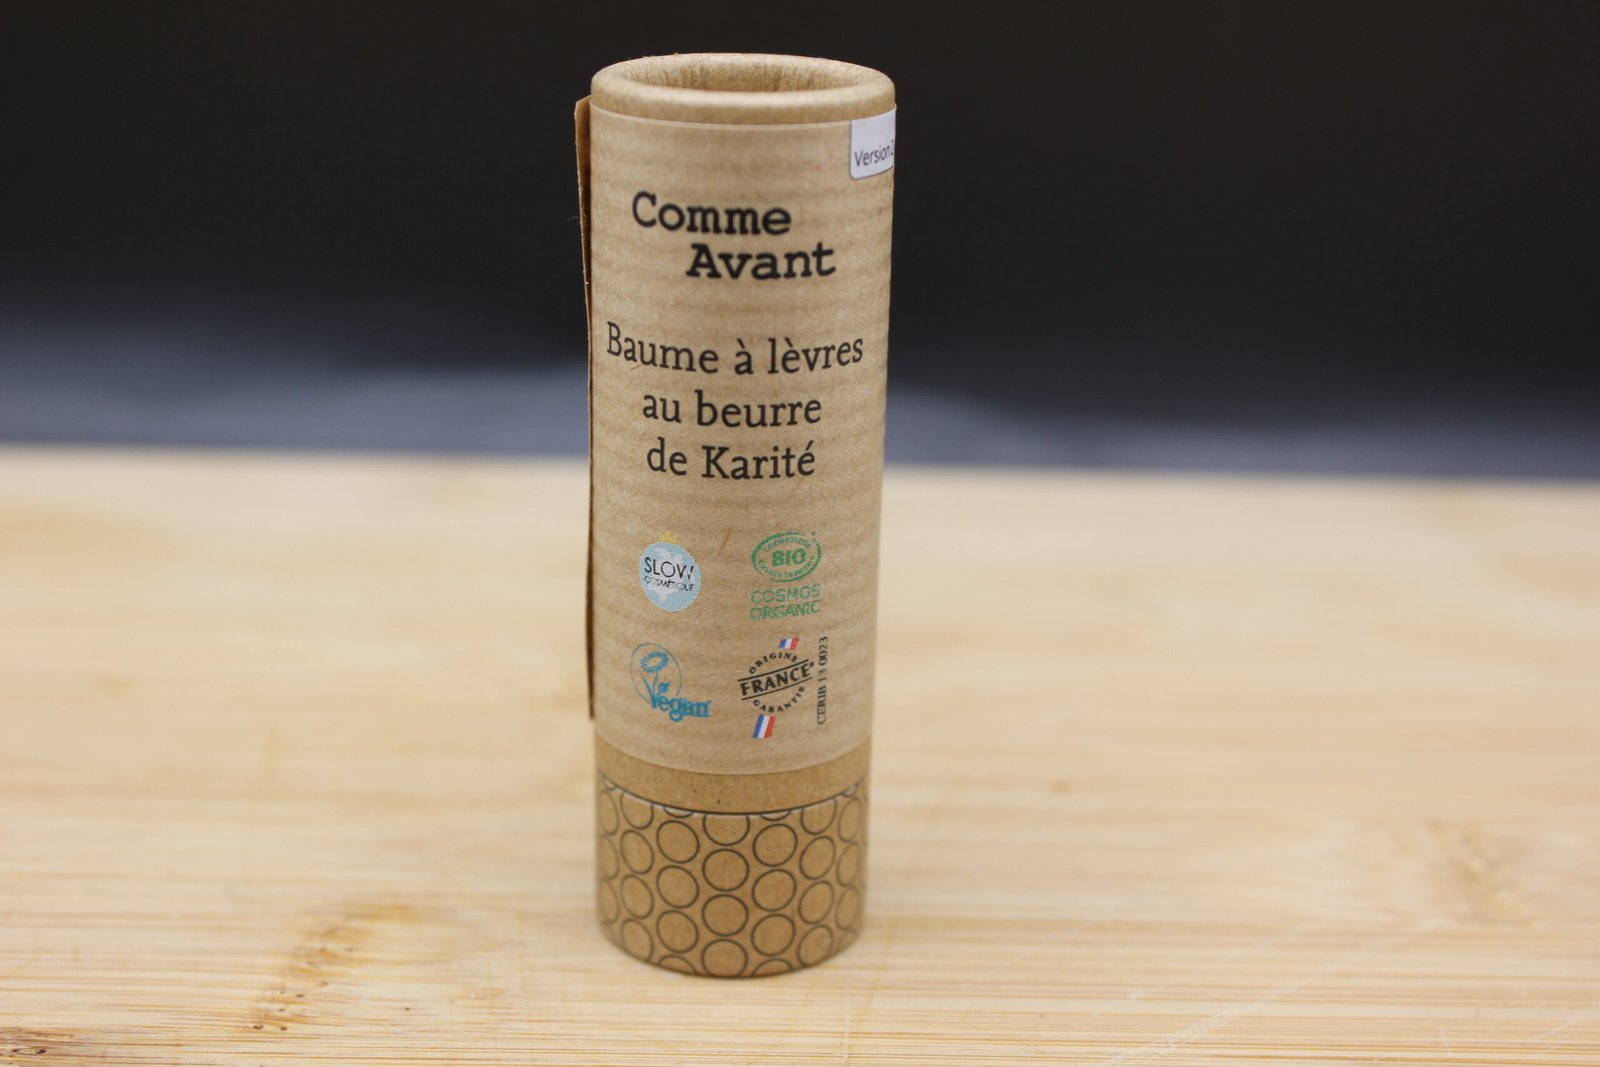 Version
Comme
Avant
Baume à lèvres
au beurre
de Karité
SLOW
COSMÉTIQUE
COSMÉTIQUE
BIO
COSMOS
ORGANIC
Vegan
ORIGINE
FRANCE
GARANTIE
CERIB 13 0023